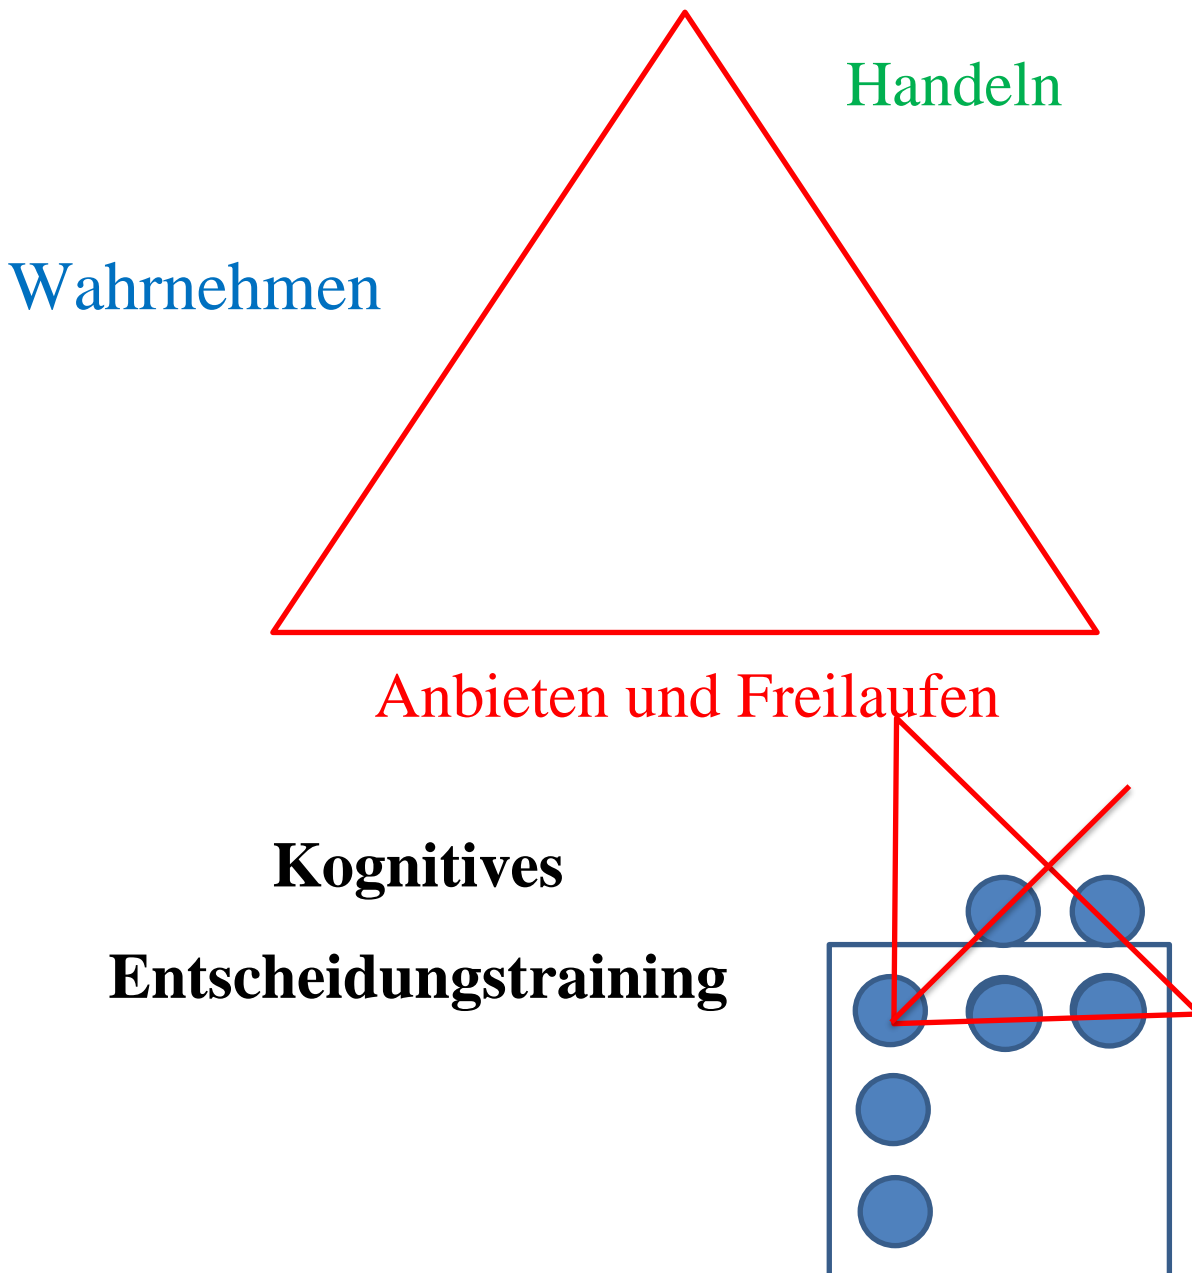 Handeln
Wahrnehmen
Anbieten und Freilaufen
Kognitives
Entscheidungstraining